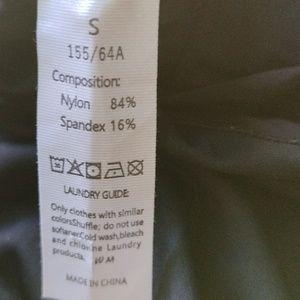 S
155/64A
Composition:
Nylon 84%
Spandex 16%
LAUNDRY GUIDE:
Only clothes with similar
colorsShuffle; do not use
softanerCold wash,bleach
and chlorine Laundry
products.
MADE IN CHINA